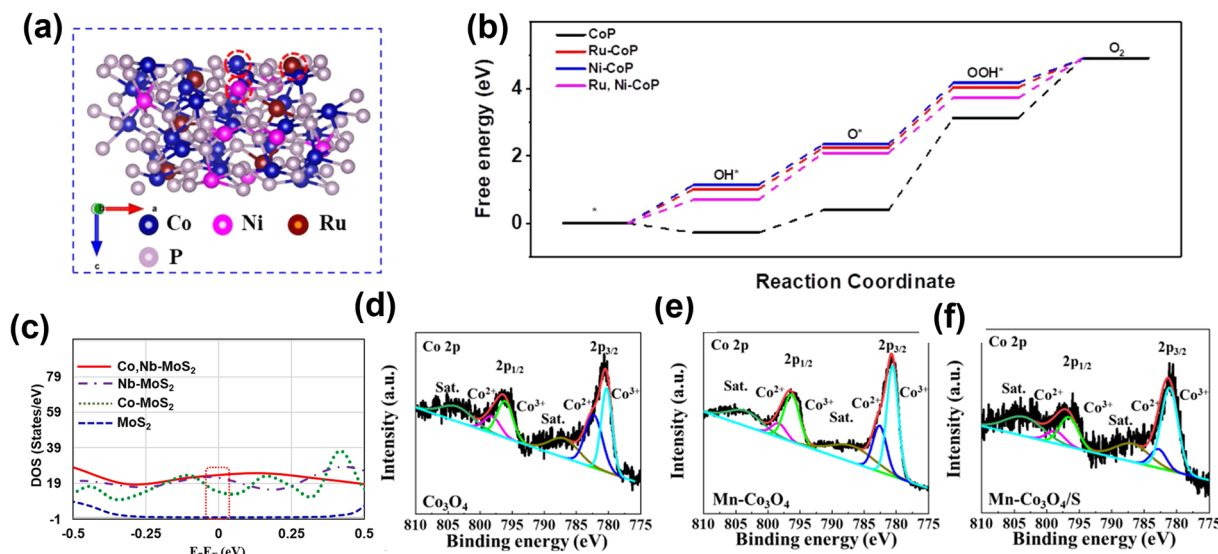 (a)
b
a
c
Co
Ni
Ru
P
(b)
Free energy (eV)
4
2
0
CoP
Ru-CoP
Ni-CoP
Ru, Ni-CoP
*
OH*
O*
OOH*
O₂
Reaction Coordinate
(c)
DOS (States/eV)
79
59
39
19
-1
Co,Nb-MoS₂
Nb-MoS₂
Co-MoS₂
MoS₂
-0.5
-0.25
0
0.25
0.5
(eV)
(d)
Intensity (a.u.)
Co 2p
2p₃/₂
2p₁/₂
Sat.
Co²⁺
Co³⁺
Sat.
Co²⁺
Co³⁺
Co₃O₄
810 805 800 795 790 785 780 775
Binding energy (eV)
(e)
Intensity (a.u.)
Co 2p
2p₃/₂
2p₁/₂
Sat.
Co²⁺
Co³⁺
Sat.
Co²⁺
Co³⁺
Mn-Co₃O₄
810 805 800 795 790 785 780 775
Binding energy (eV)
(f)
Intensity (a.u.)
Co 2p
2p₃/₂
2p₁/₂
Sat.
Co²⁺
Co³⁺
Sat.
Co²⁺
Co³⁺
Mn-Co₃O₄/S
810 805 800 795 790 785 780 775
Binding energy (eV)